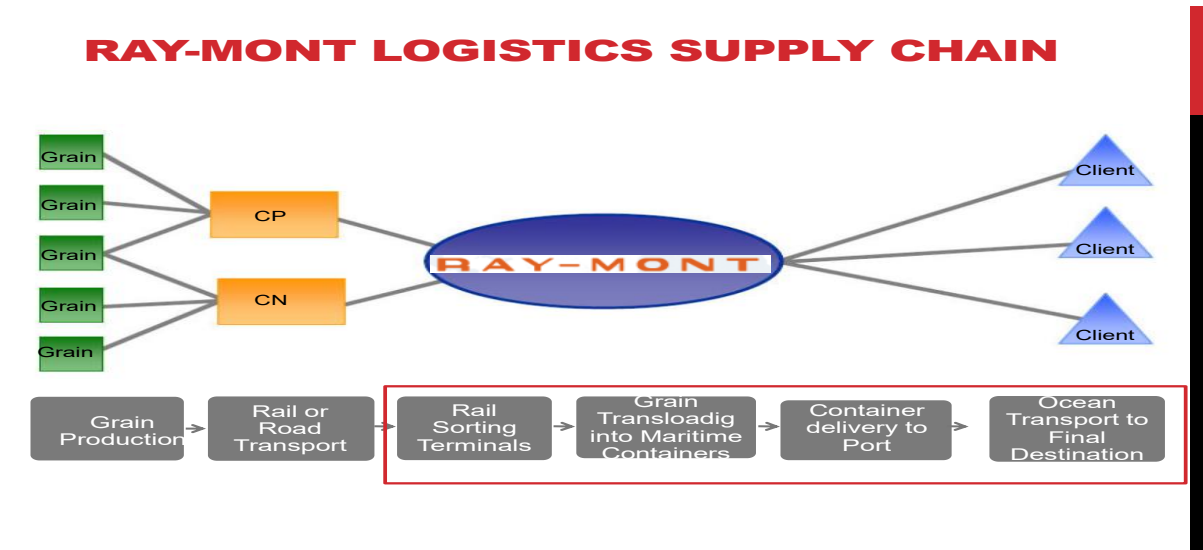 RAY-MONT LOGISTICS SUPPLY CHAIN
Grain
Grain
Grain
Grain
Grain
CP
CN
RAY-MONT
Client
Client
Client
Grain
Production
Rail or
Road
Transport
Rail
Sorting
Terminals
Grain
Transloadig
into Maritime
Containers
Container
delivery to
Port
Ocean
Transport to
Final
Destination